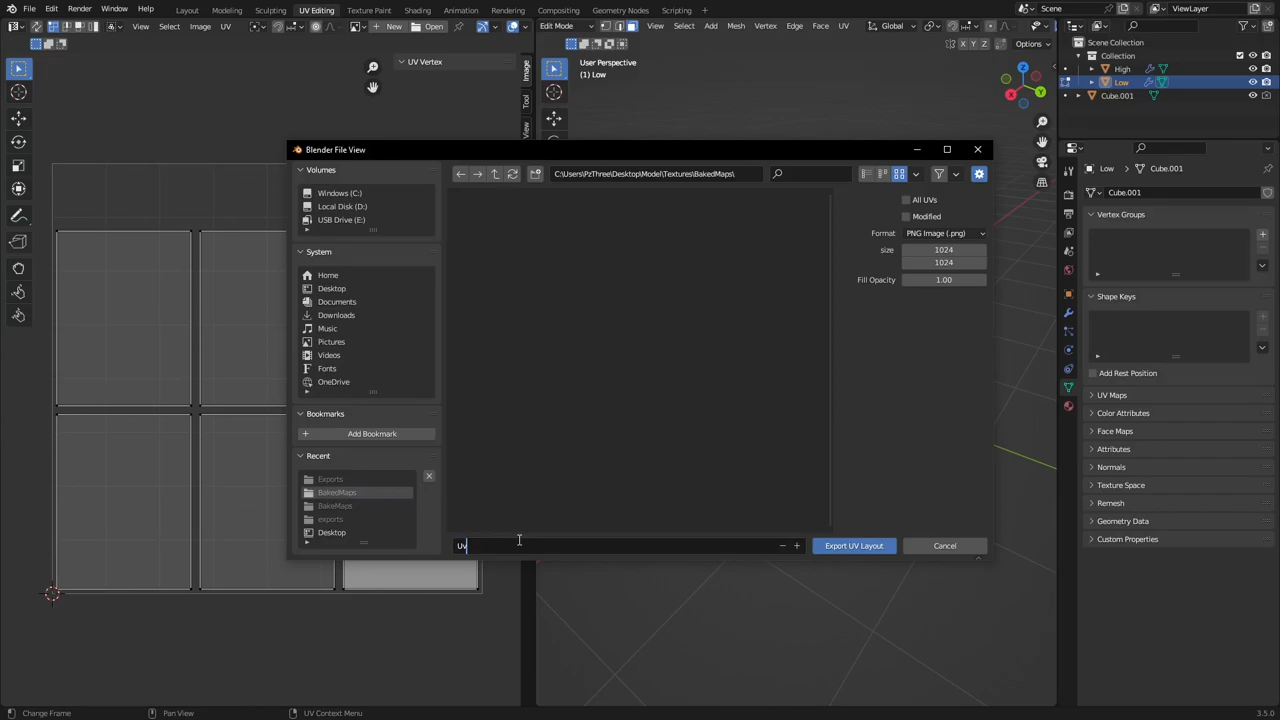 File Edit Render Window Help Layout Modeling Sculpting UV Editing Texture Paint Shading Animation Rendering Compositing Geometry Nodes Scripting + Scene ViewLayer
View Select Image UV + New Open Edit Mode View Select Add Mesh Vertex Edge Face UV Global
X Y Z Options
UV Vertex
Image
Tool
View
User Perspective
(1) Low
Z
Y
X
Scene Collection
Collection
High
Low
Cube.001
Blender File View
Volumes
Windows (C:)
Local Disk (D:)
USB Drive (E:)
System
Home
Desktop
Documents
Downloads
Music
Pictures
Videos
Fonts
OneDrive
Bookmarks
+ Add Bookmark
Recent
Exports
BakedMaps
BakeMaps
exports
Desktop
C:\Users\PzThree\Desktop\Model\Textures\BakedMaps\
All UVs
Modified
Format PNG Image (.png)
size 1024
1024
Fill Opacity 1.00
Uv
Export UV Layout Cancel
Low Cube.001
Cube.001
Vertex Groups
Shape Keys
Add Rest Position
UV Maps
Color Attributes
Face Maps
Attributes
Normals
Texture Space
Remesh
Geometry Data
Custom Properties
Change Frame Pan View UV Context Menu 3.5.0